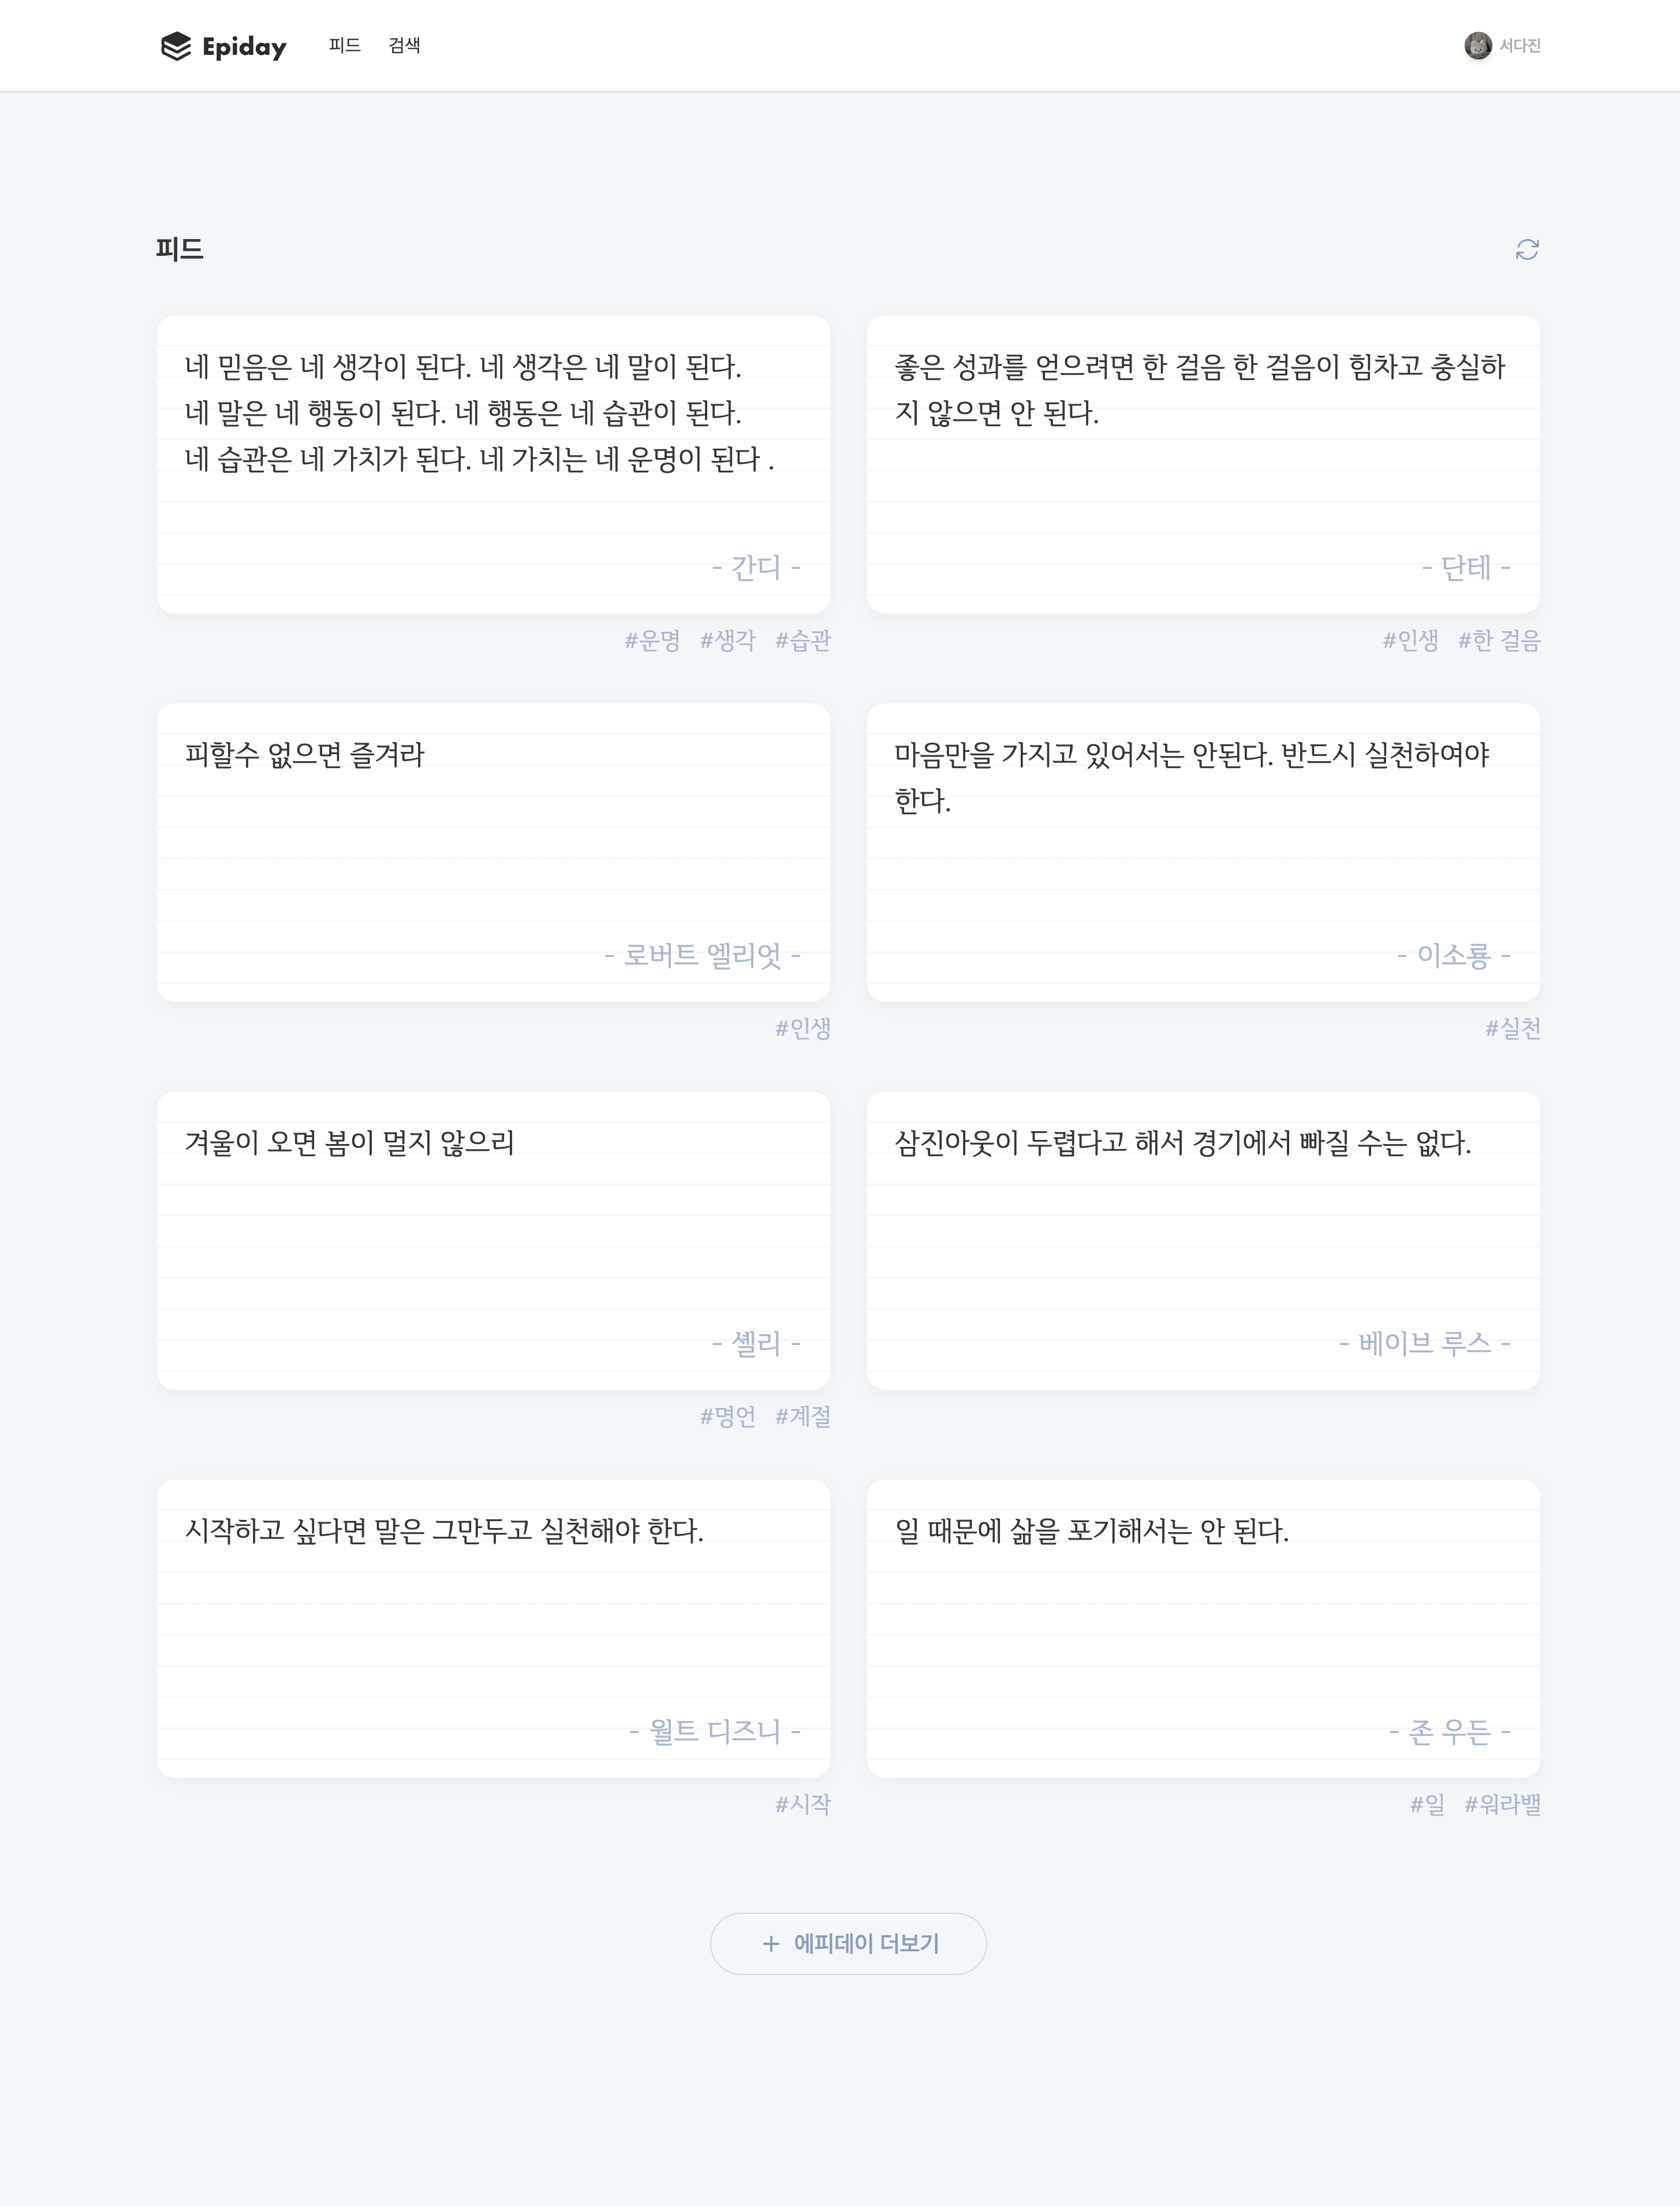 Epiday
피드
검색
서다진
피드
네 믿음은 네 생각이 된다. 네 생각은 네 말이 된다.
네 말은 네 행동이 된다. 네 행동은 네 습관이 된다.
네 습관은 네 가치가 된다. 네 가치는 네 운명이 된다 .
- 간디 -
#운명 #생각 #습관
좋은 성과를 얻으려면 한 걸음 한 걸음이 힘차고 충실하
지 않으면 안 된다.
- 단테 -
#인생 #한 걸음
피할수 없으면 즐겨라
- 로버트 엘리엇 -
#인생
마음만을 가지고 있어서는 안된다. 반드시 실천하여야
한다.
- 이소룡 -
#실천
겨울이 오면 봄이 멀지 않으리
- 셸리 -
#명언 #계절
삼진아웃이 두렵다고 해서 경기에서 빠질 수는 없다.
- 베이브 루스 -
시작하고 싶다면 말은 그만두고 실천해야 한다.
- 월트 디즈니 -
#시작
일 때문에 삶을 포기해서는 안 된다.
- 존 우든 -
#일 #워라밸
+ 에피데이 더보기